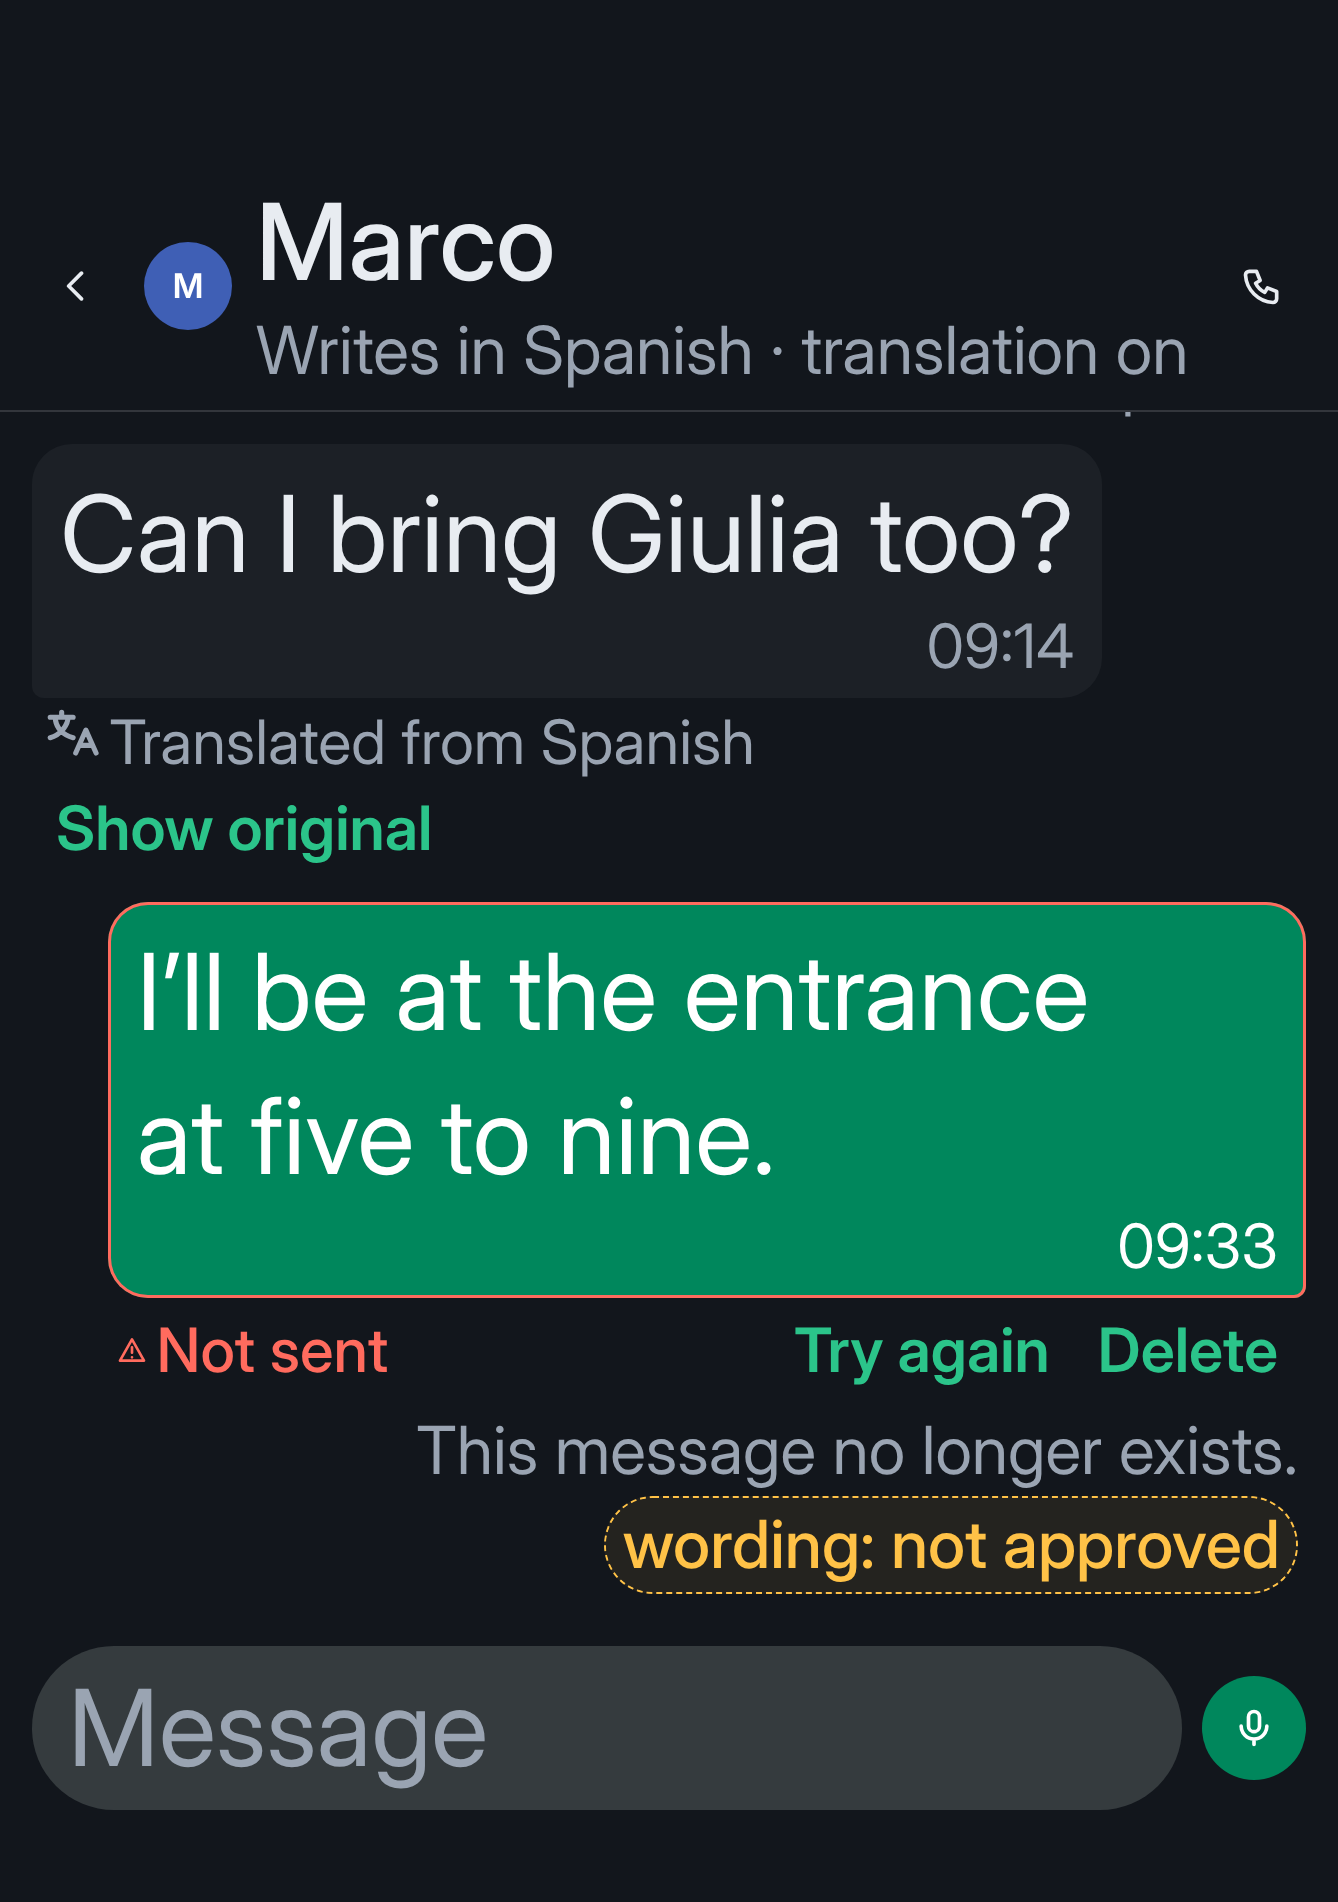 Marco
M
Writes in Spanish · translation on
Can I bring Giulia too?
09:14
Translated from Spanish
Show original
I’ll be at the entrance
at five to nine.
09:33
Not sent Try again Delete
This message no longer exists.
wording: not approved
Message